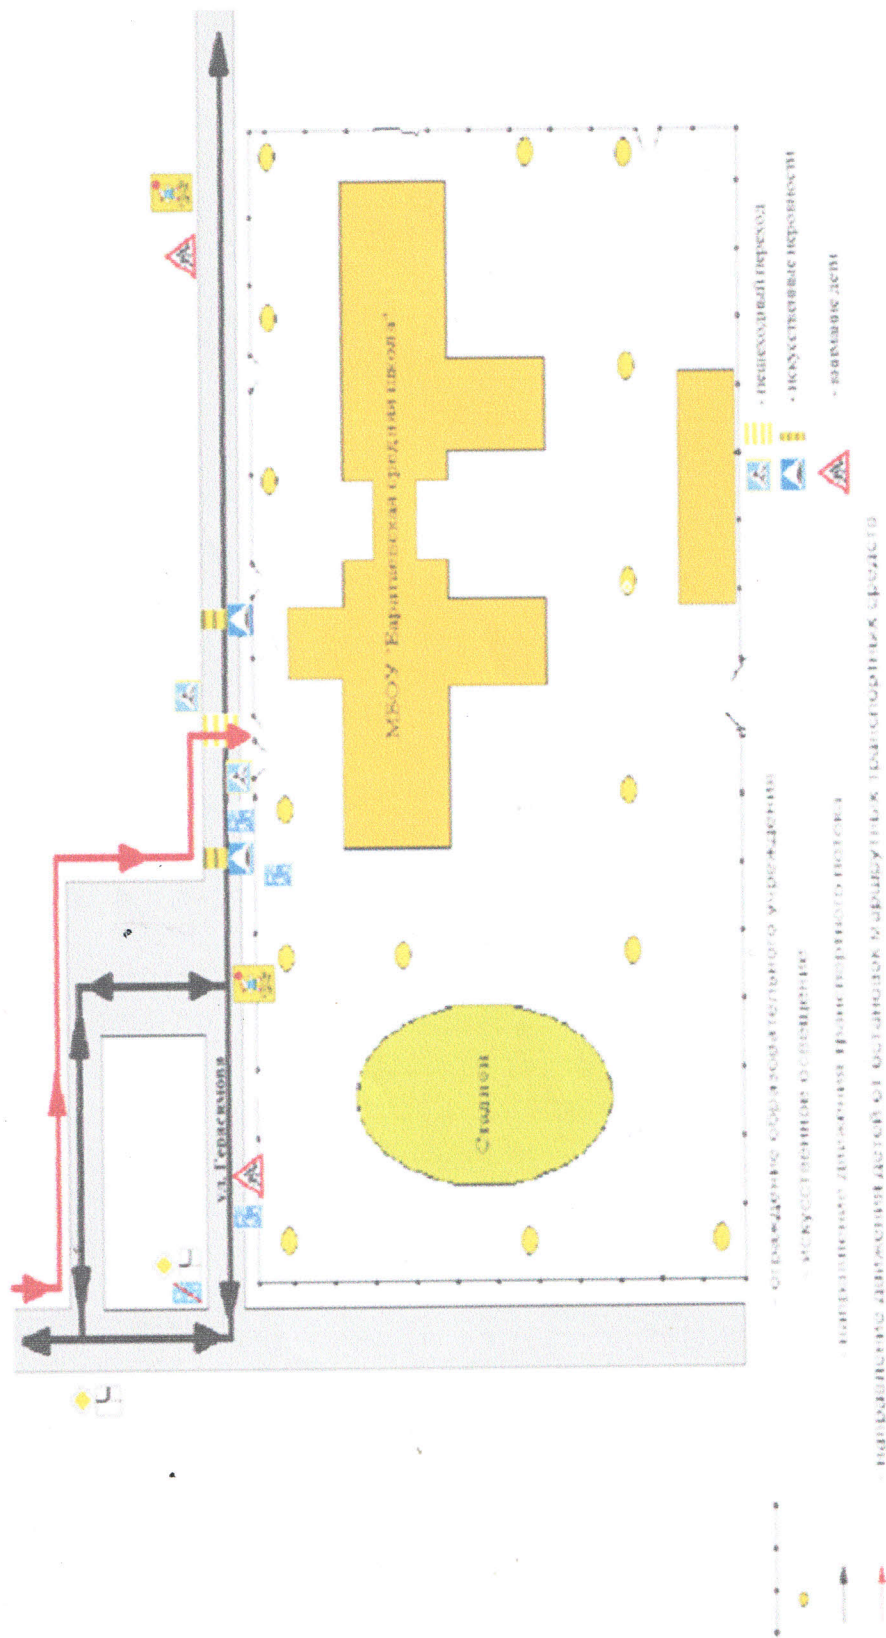 ул. Герасимова
МБОУ "Еараташевская средняя школа"
Стадион
- пешеходный переход
- искусственные неровности
- внимание дети
- ограждение образовательного учреждения
- искусственное освещение
- направление движения транспортного потока
- направление движения детей от остановок маршрутных транспортных средств